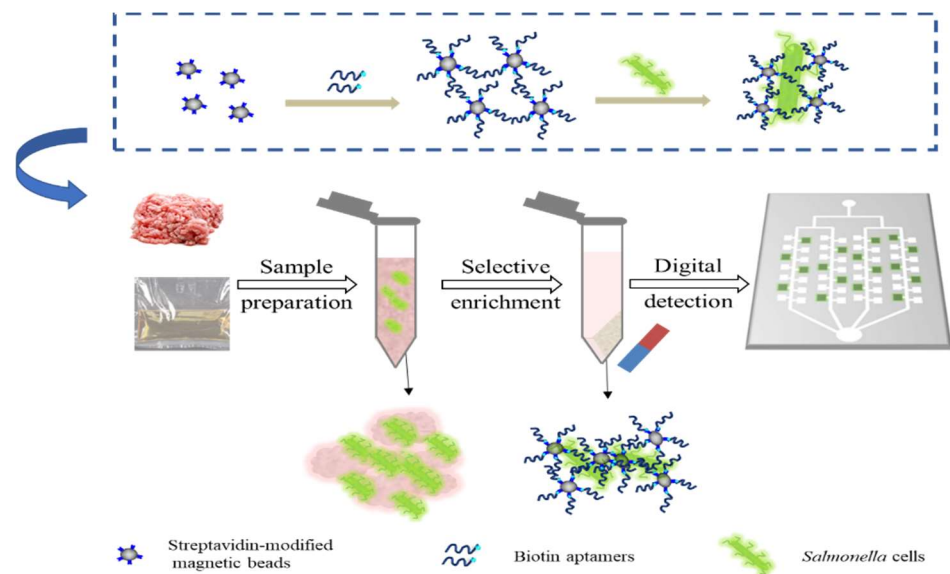 Sample
preparation
Selective
enrichment
Digital
detection
Streptavidin-modified
magnetic beads
Biotin aptamers
Salmonella cells